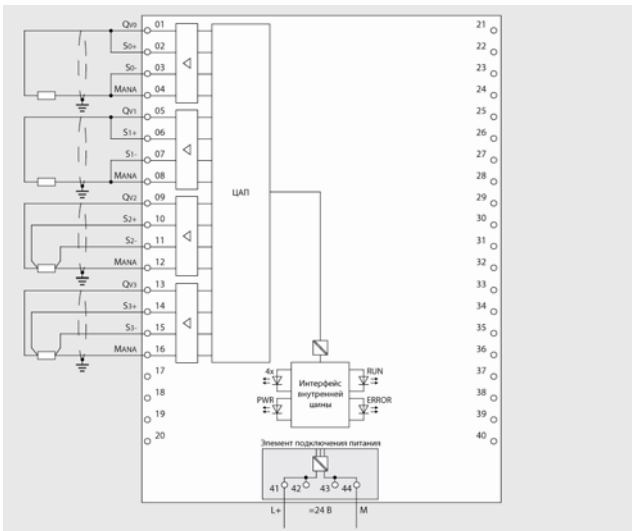 QV0 01
S0+ 02
S0- 03
MANA 04
QV1 05
S1+ 06
S1- 07
MANA 08
QV2 09
S2+ 10
S2- 11
MANA 12
QV3 13
S3+ 14
S3- 15
MANA 16
17
18
19
20
ЦАП
21
22
23
24
25
26
27
28
29
30
31
32
33
34
35
36
37
38
39
40
4x
RUN
PWR
ERROR
Интерфейс
внутренней
шины
Элемент подключения питания
41 42 43 44
L+ =24 В M